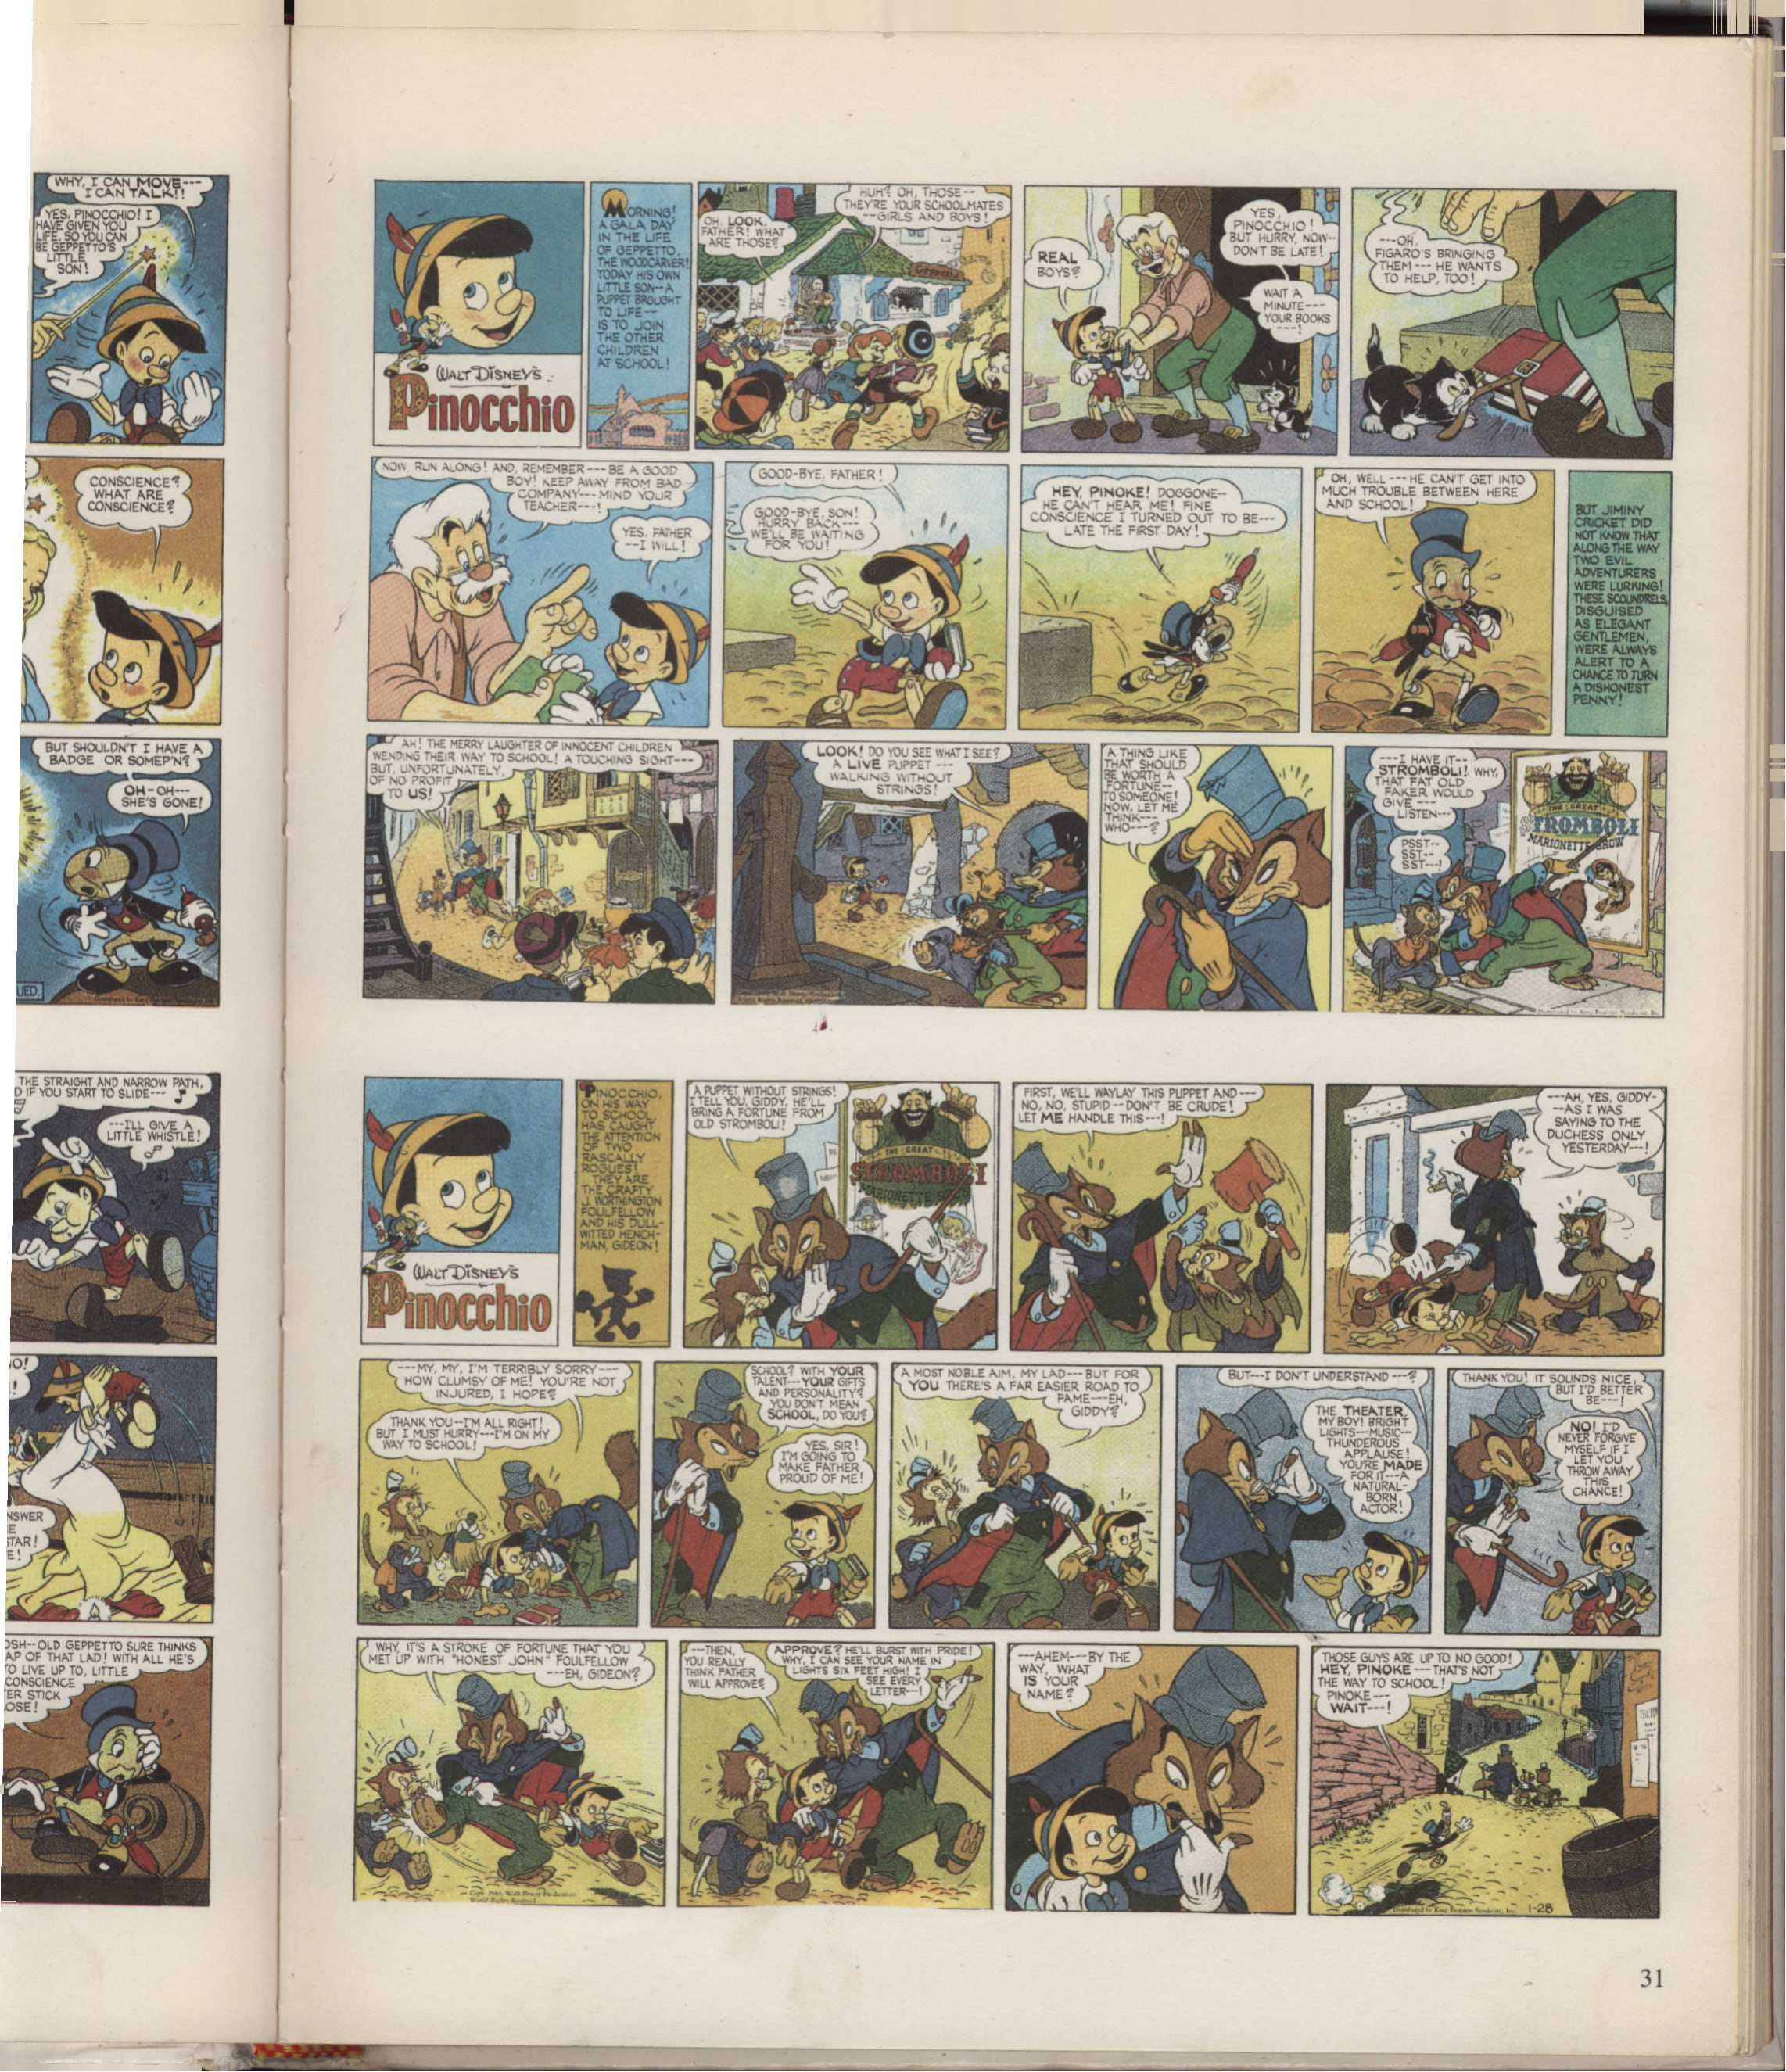 WHY, I CAN MOVE---
I CAN TALK!!
YES, PINOCCHIO! I
HAVE GIVEN YOU
LIFE, SO YOU CAN
BE GEPPETTO'S
LITTLE
SON!
CONSCIENCE?
WHAT ARE
CONSCIENCE?
BUT SHOULDN'T I HAVE A
BADGE OR SOMEP'N?
OH-OH---
SHE'S GONE!
THE STRAIGHT AND NARROW PATH,
IF YOU START TO SLIDE---
---I'LL GIVE A
LITTLE WHISTLE!
OLD GEPPETTO SURE THINKS
OF THAT LAD! WITH ALL HE'S
TO LIVE UP TO, LITTLE
CONSCIENCE
STICK
WALT DISNEY'S
Pinocchio
MORNING!
A GALA DAY
IN THE LIFE
OF GEPPETTO,
THE WOODCARVER!
TODAY HIS OWN
LITTLE SON--A
PUPPET BROUGHT
TO LIFE--
IS TO JOIN
THE OTHER
CHILDREN
AT SCHOOL!
OH, LOOK,
FATHER! WHAT
ARE THOSE?
HUH? OH, THOSE--
THEY'RE YOUR SCHOOLMATES
--GIRLS AND BOYS!
Geppetto
REAL
BOYS?
YES,
PINOCCHIO!
BUT HURRY, NOW--
DON'T BE LATE!
WAIT A
MINUTE---
YOUR BOOKS
---!
---OH,
FIGARO'S BRINGING
THEM--- HE WANTS
TO HELP, TOO!
NOW, RUN ALONG! AND, REMEMBER---BE A GOOD
BOY! KEEP AWAY FROM BAD
COMPANY---MIND YOUR
TEACHER---!
YES, FATHER
--I WILL!
GOOD-BYE, FATHER!
GOOD-BYE, SON!
HURRY BACK---
WE'LL BE WAITING
FOR YOU!
HEY, PINOKE! DOGGONE--
HE CAN'T HEAR ME! FINE
CONSCIENCE I TURNED OUT TO BE---
LATE THE FIRST DAY!
OH, WELL---HE CAN'T GET INTO
MUCH TROUBLE BETWEEN HERE
AND SCHOOL!
BUT JIMINY
CRICKET DID
NOT KNOW THAT
ALONG THE WAY
TWO EVIL
ADVENTURERS
WERE LURKING!
THESE SCOUNDRELS,
DISGUISED
AS ELEGANT
GENTLEMEN,
WERE ALWAYS
ALERT TO A
CHANCE TO TURN
A DISHONEST
PENNY!
AH! THE MERRY LAUGHTER OF INNOCENT CHILDREN
WENDING THEIR WAY TO SCHOOL! A TOUCHING SIGHT---
BUT, UNFORTUNATELY,
OF NO PROFIT
TO US!
LOOK! DO YOU SEE WHAT I SEE?
A LIVE PUPPET---
WALKING WITHOUT
STRINGS!
A THING LIKE
THAT SHOULD
BE WORTH A
FORTUNE--
TO SOMEONE!
NOW, LET ME
THINK---
WHO---?
---I HAVE IT--
STROMBOLI! WHY,
THAT FAT OLD
FAKER WOULD
GIVE---
LISTEN---
PSST--
SST--
SST---!
THE GREAT
STROMBOLI
MARIONETTE SHOW
Distributed by King Features Syndicate, Inc.
WALT DISNEY'S
Pinocchio
PINOCCHIO,
ON HIS WAY
TO SCHOOL,
HAS CAUGHT
THE ATTENTION
OF TWO
RASCALLY
ROGUES!
THEY ARE
THE CRAFTY
J. WORTHINGTON
FOULFELLOW
AND HIS DULL-
WITTED HENCH-
MAN, GIDEON!
A PUPPET WITHOUT STRINGS!
I TELL YOU, GIDDY, HE'LL
BRING A FORTUNE FROM
OLD STROMBOLI!
THE GREAT
STROMBOLI
MARIONETTE SHOW
FIRST, WE'LL WAYLAY THIS PUPPET AND---
NO, NO, STUPID--DON'T BE CRUDE!
LET ME HANDLE THIS---!
---AH, YES, GIDDY-
--AS I WAS
SAYING TO THE
DUCHESS ONLY
YESTERDAY---!
---MY, MY, I'M TERRIBLY SORRY---
HOW CLUMSY OF ME! YOU'RE NOT
INJURED, I HOPE?
THANK YOU--I'M ALL RIGHT!
BUT I MUST HURRY---I'M ON MY
WAY TO SCHOOL!
SCHOOL? WITH YOUR
TALENT---YOUR GIFTS
AND PERSONALITY?
YOU DON'T MEAN
SCHOOL, DO YOU?
YES, SIR!
I'M GOING TO
MAKE FATHER
PROUD OF ME!
A MOST NOBLE AIM, MY LAD---BUT FOR
YOU THERE'S A FAR EASIER ROAD TO
FAME---EH,
GIDDY?
BUT---I DON'T UNDERSTAND---?
THE THEATER,
MY BOY! BRIGHT
LIGHTS---MUSIC---
THUNDEROUS
APPLAUSE!
YOU'RE MADE
FOR IT---A
NATURAL-
BORN
ACTOR!
THANK YOU! IT SOUNDS NICE,
BUT I'D BETTER
BE---!
NO! I'D
NEVER FORGIVE
MYSELF IF I
LET YOU
THROW AWAY
THIS
CHANCE!
WHY, IT'S A STROKE OF FORTUNE THAT YOU
MET UP WITH "HONEST JOHN" FOULFELLOW
---EH, GIDEON?
---THEN,
YOU REALLY
THINK FATHER
WILL APPROVE?
APPROVE? HE'LL BURST WITH PRIDE!
WHY, I CAN SEE YOUR NAME IN
LIGHTS SIX FEET HIGH! I
SEE EVERY
LETTER---!
---AHEM---BY THE
WAY, WHAT
IS YOUR
NAME?
THOSE GUYS ARE UP TO NO GOOD!
HEY, PINOKE---THAT'S NOT
THE WAY TO SCHOOL!
PINOKE---
WAIT---!
Distributed by King Features Syndicate, Inc.
1-28
31